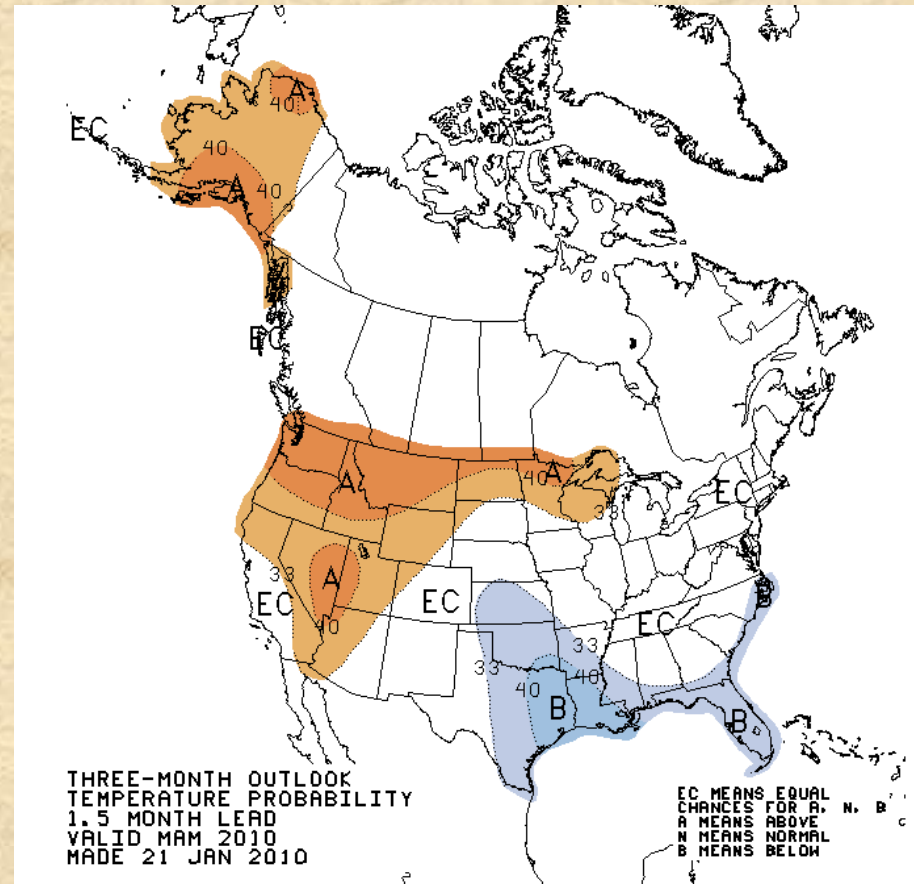 A
40
EC
40
A
40
EC
A
A
40
EC
33
33
A
EC
EC
40
EC
33
33
40
40
B
B
B
THREE-MONTH OUTLOOK
TEMPERATURE PROBABILITY
1.5 MONTH LEAD
VALID MAM 2010
MADE 21 JAN 2010
EC MEANS EQUAL
CHANCES FOR A, N, B
A MEANS ABOVE
N MEANS NORMAL
B MEANS BELOW